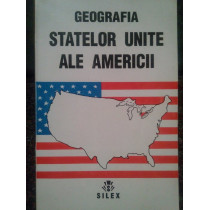 GEOGRAFIA
STATELOR UNITE
ALE AMERICII
SILEX